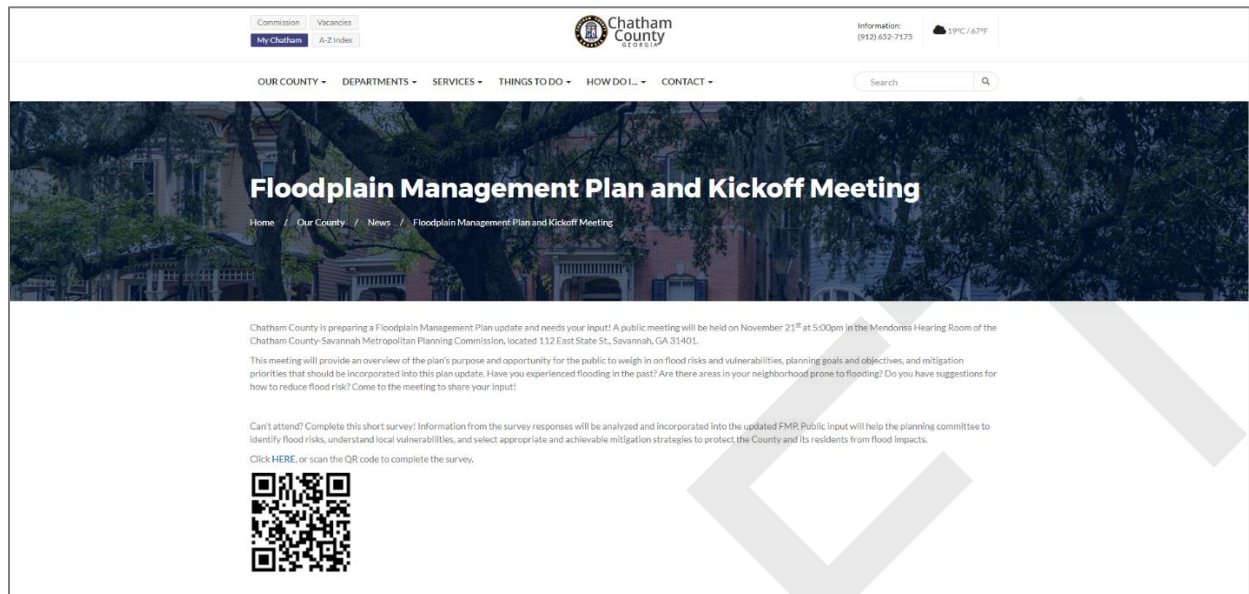 Commission Vacancies
My Chatham A-Z Index
Chatham
County
GEORGIA
Information:
(912) 652-7175
19°C / 67°F
OUR COUNTY DEPARTMENTS SERVICES THINGS TO DO HOW DO I... CONTACT
Search
Floodplain Management Plan and Kickoff Meeting
Home / Our County / News / Floodplain Management Plan and Kickoff Meeting
Chatham County is preparing a Floodplain Management Plan update and needs your input! A public meeting will be held on November 21st at 5:00pm in the Mendonsa Hearing Room of the
Chatham County-Savannah Metropolitan Planning Commission, located 112 East State St., Savannah, GA 31401.
This meeting will provide an overview of the plan's purpose and opportunity for the public to weigh in on flood risks and vulnerabilities, planning goals and objectives, and mitigation
priorities that should be incorporated into this plan update. Have you experienced flooding in the past? Are there areas in your neighborhood prone to flooding? Do you have suggestions for
how to reduce flood risk? Come to the meeting to share your input!
Can't attend? Complete this short survey! Information from the survey responses will be analyzed and incorporated into the updated FMP. Public input will help the planning committee to
identify flood risks, understand local vulnerabilities, and select appropriate and achievable mitigation strategies to protect the County and its residents from flood impacts.
Click HERE, or scan the QR code to complete the survey.